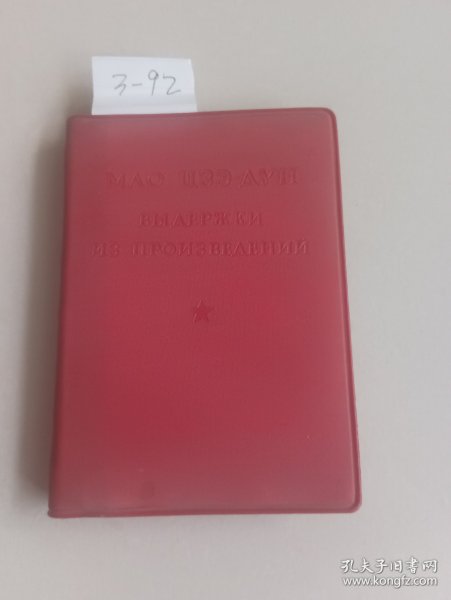 3-92
МАО ЦЗЭ-ДУН
ВЫДЕРЖКИ
ИЗ ПРОИЗВЕДЕНИЙ
孔夫子旧书网
www.kongfz.com